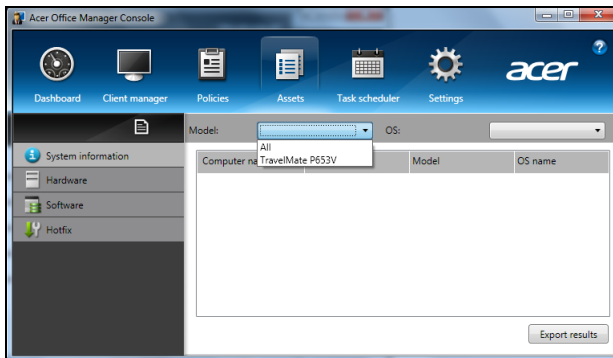 Acer Office Manager Console
?
acer
Dashboard Client manager Policies Assets Task scheduler Settings
Model: OS:
All
TravelMate P653V
System information
Hardware
Software
Hotfix
Computer na Model OS name
Export results